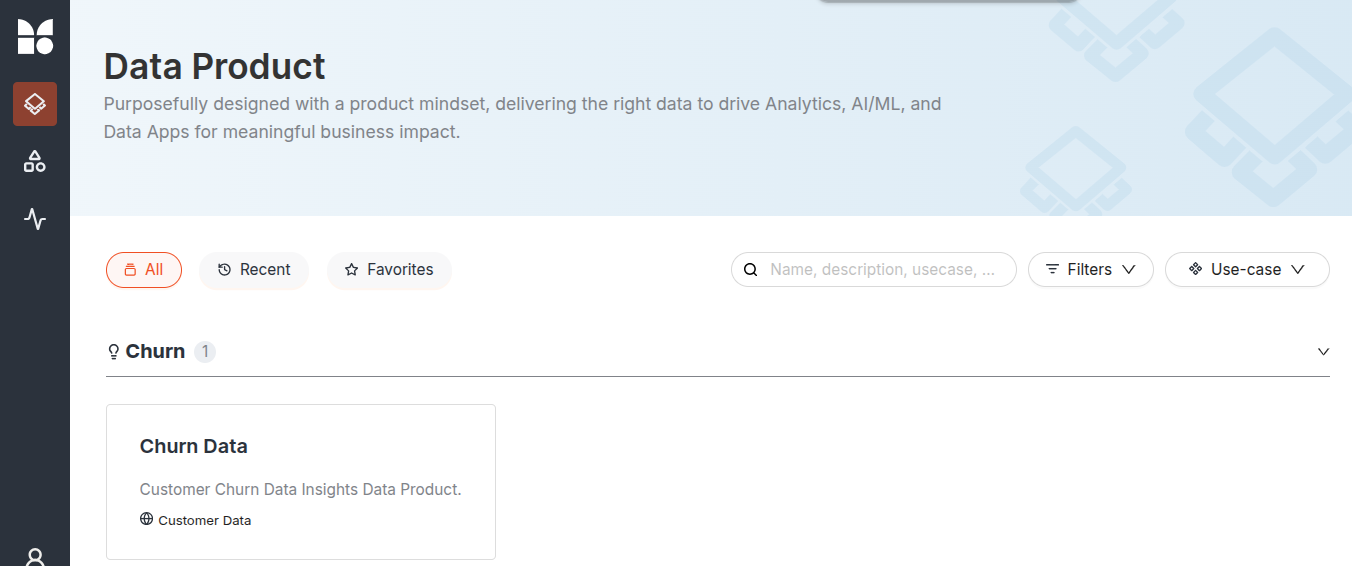 Data Product
Purposefully designed with a product mindset, delivering the right data to drive Analytics, AI/ML, and
Data Apps for meaningful business impact.
All Recent Favorites Name, description, usecase, ... Filters Use-case
Churn 1
Churn Data
Customer Churn Data Insights Data Product.
Customer Data